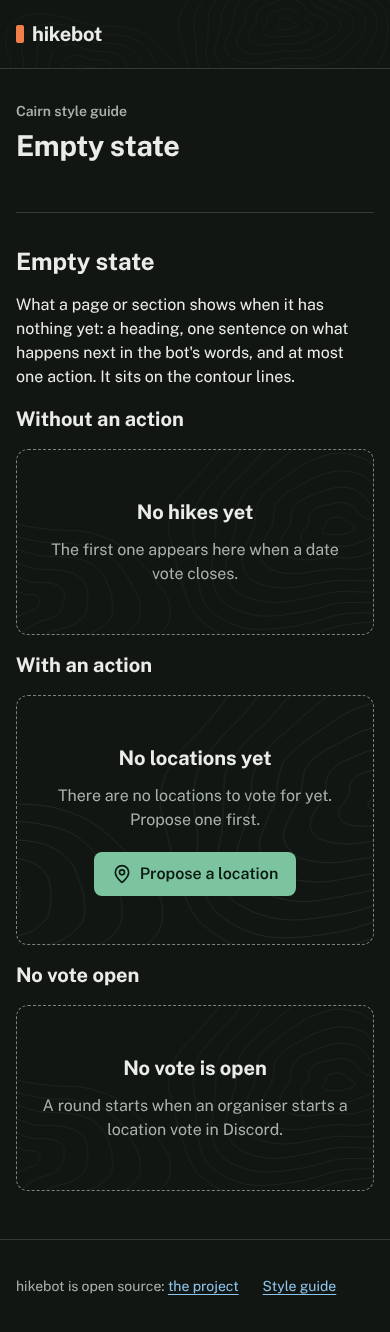 hikebot
Cairn style guide
Empty state
Empty state
What a page or section shows when it has
nothing yet: a heading, one sentence on what
happens next in the bot's words, and at most
one action. It sits on the contour lines.
Without an action
No hikes yet
The first one appears here when a date
vote closes.
With an action
No locations yet
There are no locations to vote for yet.
Propose one first.
Propose a location
No vote open
No vote is open
A round starts when an organiser starts a
location vote in Discord.
hikebot is open source: the project Style guide